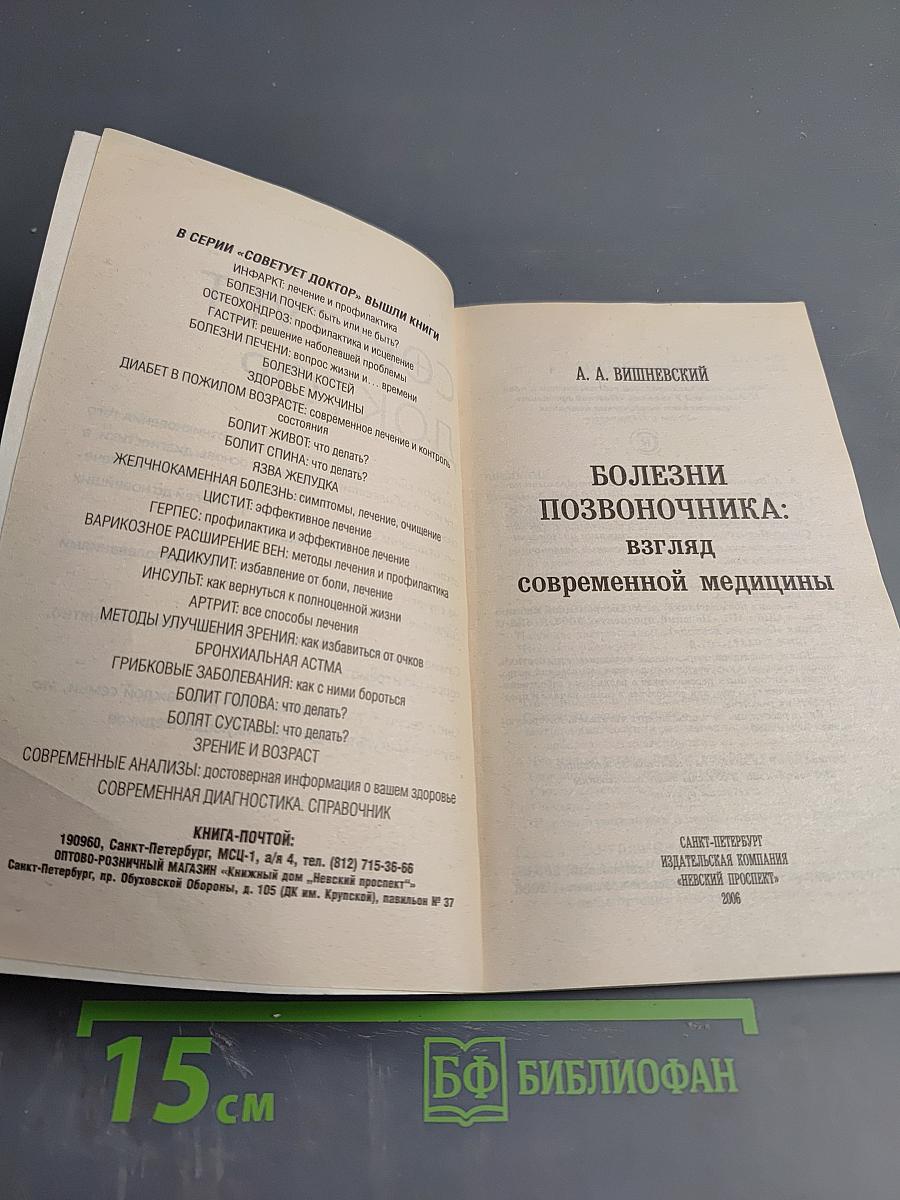 В СЕРИИ «СОВЕТУЕТ ДОКТОР» ВЫШЛИ КНИГИ
ИНФАРКТ: лечение и профилактика
БОЛЕЗНИ ПОЧЕК: быть или не быть?
ОСТЕОХОНДРОЗ: профилактика и исцеление
ГАСТРИТ: решение наболевшей проблемы
БОЛЕЗНИ ПЕЧЕНИ: вопрос жизни и... времени
БОЛЕЗНИ КОСТЕЙ
ЗДОРОВЬЕ МУЖЧИНЫ
ДИАБЕТ В ПОЖИЛОМ ВОЗРАСТЕ: современное лечение и контроль
состояния
БОЛИТ ЖИВОТ: что делать?
БОЛИТ СПИНА: что делать?
ЯЗВА ЖЕЛУДКА
ЖЕЛЧНОКАМЕННАЯ БОЛЕЗНЬ: симптомы, лечение, очищение
ЦИСТИТ: эффективное лечение
ГЕРПЕС: профилактика и эффективное лечение
ВАРИКОЗНОЕ РАСШИРЕНИЕ ВЕН: методы лечения и профилактика
РАДИКУЛИТ: избавление от боли, лечение
ИНСУЛЬТ: как вернуться к полноценной жизни
АРТРИТ: все способы лечения
МЕТОДЫ УЛУЧШЕНИЯ ЗРЕНИЯ: как избавиться от очков
БРОНХИАЛЬНАЯ АСТМА
ГРИБКОВЫЕ ЗАБОЛЕВАНИЯ: как с ними бороться
БОЛИТ ГОЛОВА: что делать?
БОЛЯТ СУСТАВЫ: что делать?
ЗРЕНИЕ И ВОЗРАСТ
СОВРЕМЕННЫЕ АНАЛИЗЫ: достоверная информация о вашем здоровье
СОВРЕМЕННАЯ ДИАГНОСТИКА. СПРАВОЧНИК
КНИГА-ПОЧТОЙ:
190960, Санкт-Петербург, МСЦ-1, а/я 4, тел. (812) 715-36-66
ОПТОВО-РОЗНИЧНЫЙ МАГАЗИН «Книжный дом „Невский проспект“»
Санкт-Петербург, пр. Обуховской Обороны, д. 105 (ДК им. Крупской), павильон № 37
А. А. ВИШНЕВСКИЙ
БОЛЕЗНИ
ПОЗВОНОЧНИКА:
взгляд
современной медицины
САНКТ-ПЕТЕРБУРГ
ИЗДАТЕЛЬСКАЯ КОМПАНИЯ
«НЕВСКИЙ ПРОСПЕКТ»
2006
15 см
БФ БИБЛИОФАН